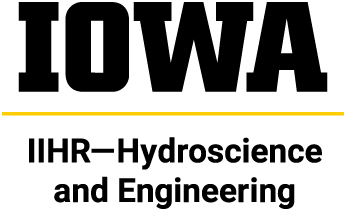 IOWA
IIHR—Hydroscience
and Engineering